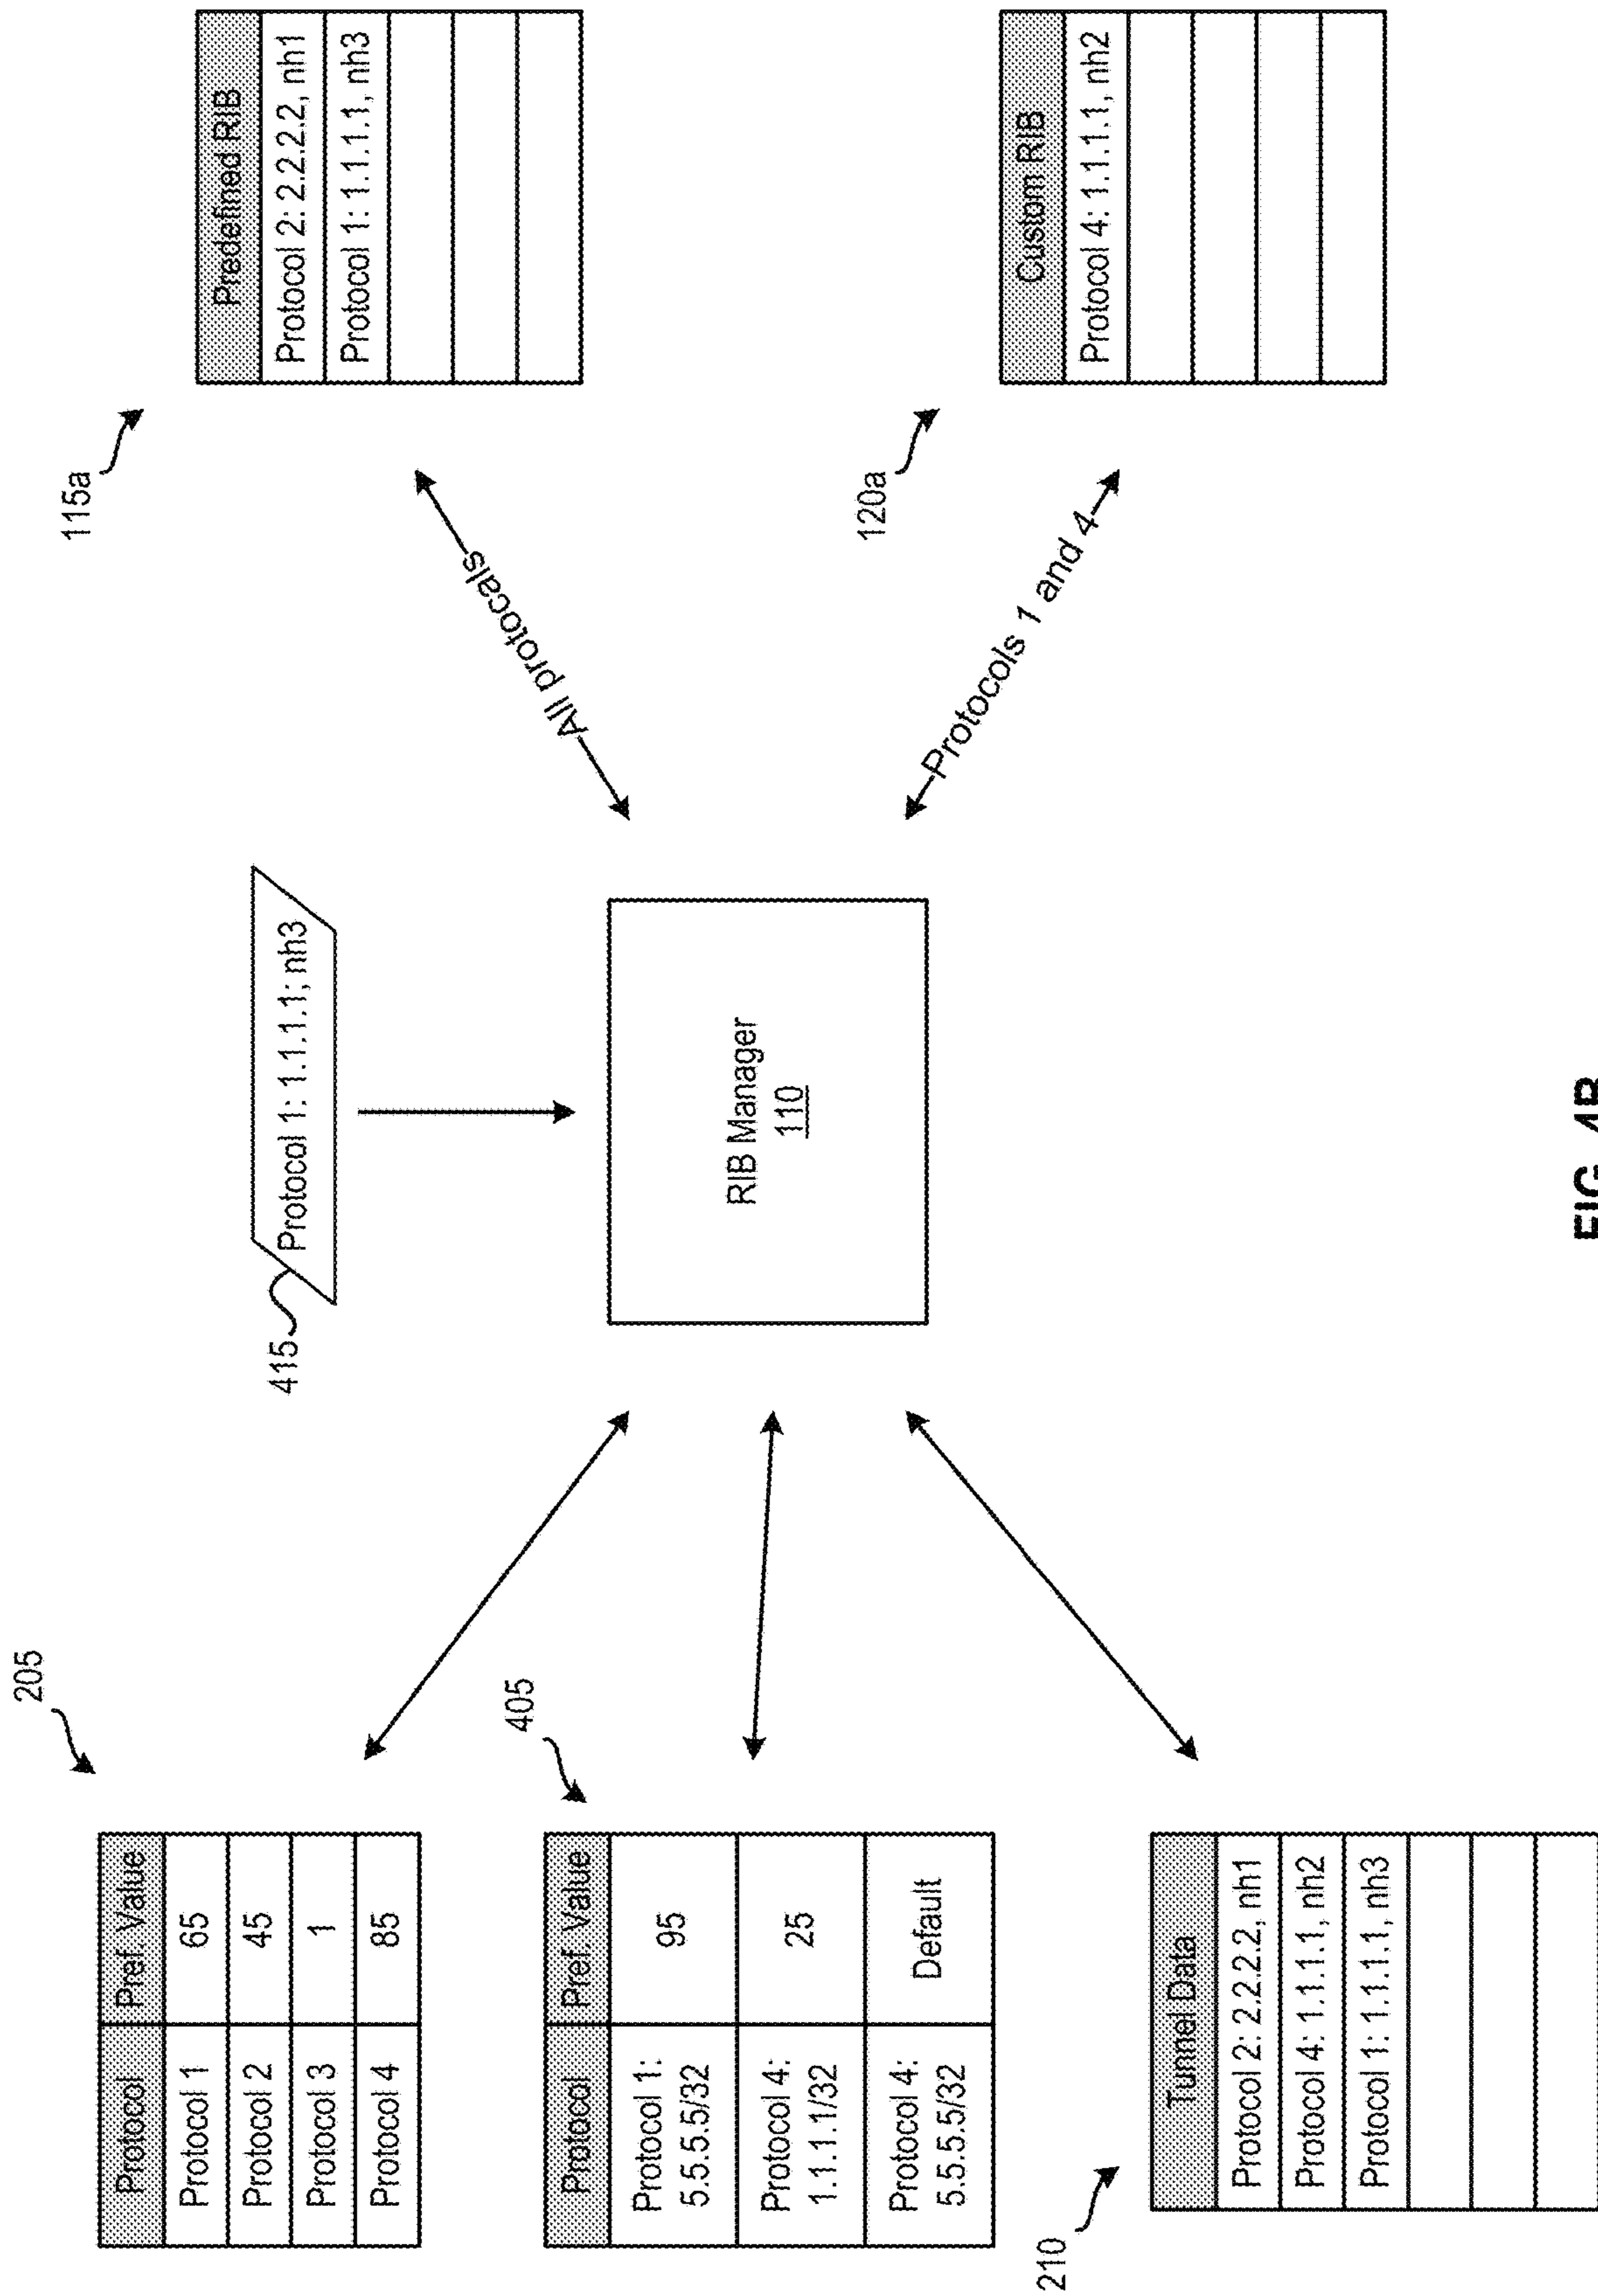 205
Protocol Pref. Value
Protocol 1 65
Protocol 2 45
Protocol 3 1
Protocol 4 85
405
Protocol Pref. Value
Protocol 1:
5.5.5.5/32
95
Protocol 4:
1.1.1.1/32
25
Protocol 4:
5.5.5.5/32
Default
210
Tunnel Data
Protocol 2: 2.2.2.2, nh1
Protocol 4: 1.1.1.1, nh2
Protocol 1: 1.1.1.1, nh3
415
Protocol 1: 1.1.1.1; nh3
RIB Manager
110
All protocals
Protocols 1 and 4
115a
Predefined RIB
Protocol 2: 2.2.2.2, nh1
Protocol 1: 1.1.1.1, nh3
120a
Custom RIB
Protocol 4: 1.1.1.1, nh2
FIG. 4B